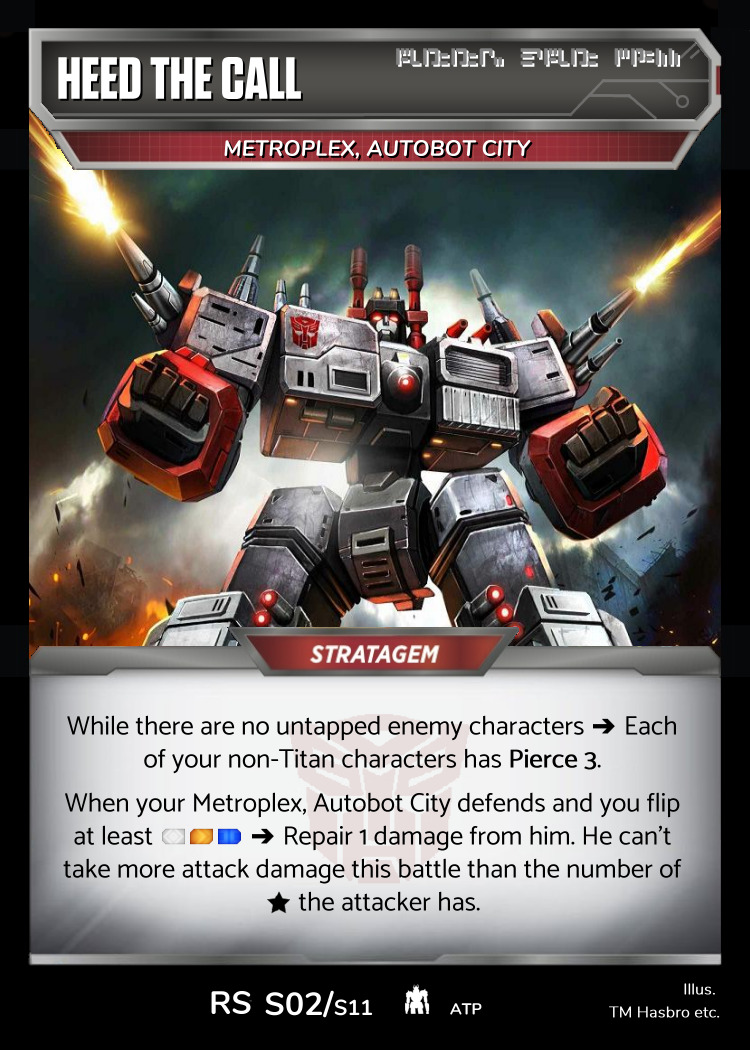 HEED THE CALL
METROPLEX, AUTOBOT CITY
STRATAGEM
While there are no untapped enemy characters ➔ Each
of your non-Titan characters has Pierce 3.
When your Metroplex, Autobot City defends and you flip
at least ➔ Repair 1 damage from him. He can't
take more attack damage this battle than the number of
★ the attacker has.
RS S02/S11 ATP
Illus.
TM Hasbro etc.